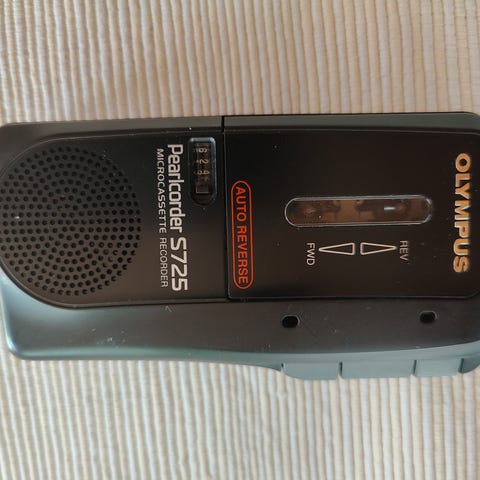 OLYMPUS
REV
FWD
AUTO REVERSE
Pearlcorder S725
MICROCASSETTE RECORDER